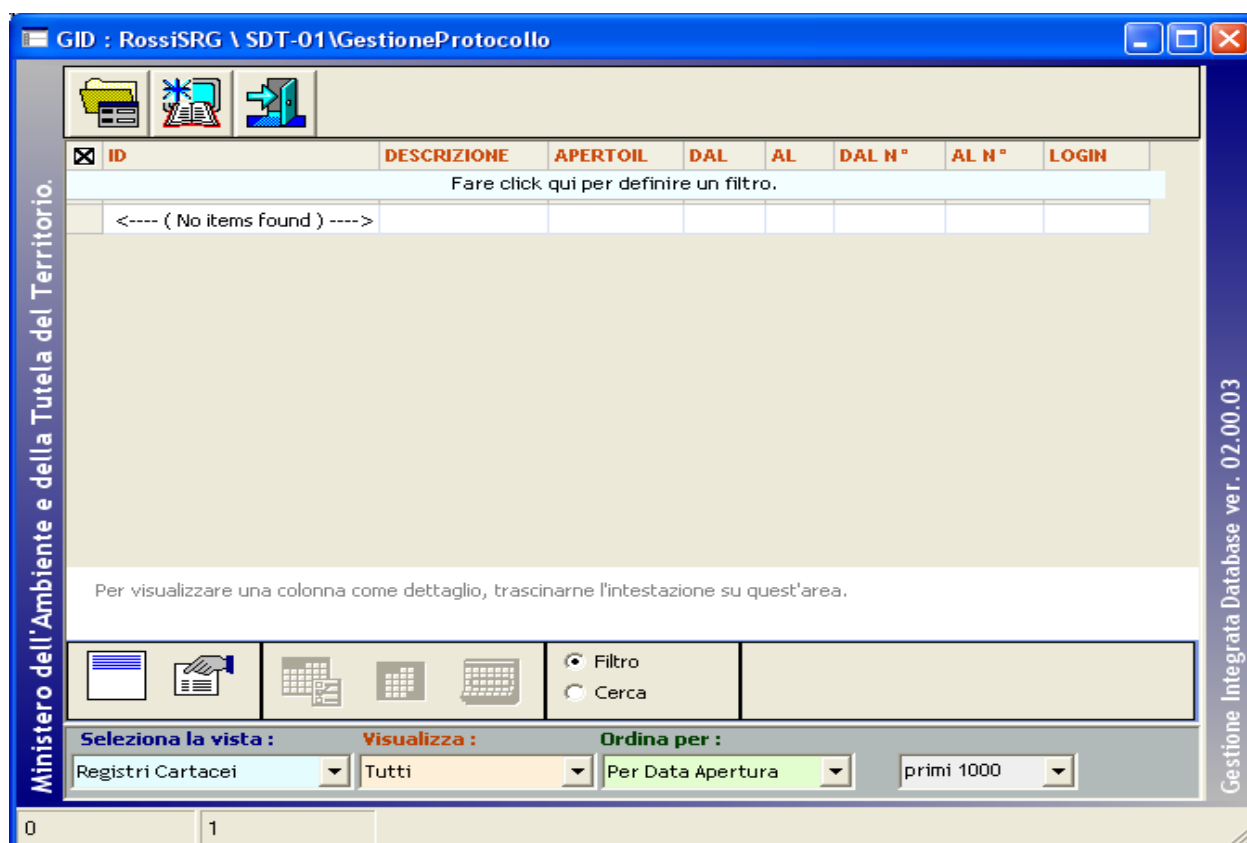 GID : RossiSRG \ SDT-01\GestioneProtocollo
ID DESCRIZIONE APERTOIL DAL AL DAL N° AL N° LOGIN
Fare click qui per definire un filtro.
<---- ( No items found ) ---->
Per visualizzare una colonna come dettaglio, trascinarne l'intestazione su quest'area.
Filtro
Cerca
Seleziona la vista : Visualizza : Ordina per :
Registri Cartacei Tutti Per Data Apertura primi 1000
0 1
Ministero dell'Ambiente e della Tutela del Territorio.
Gestione Integrata Database ver. 02.00.03